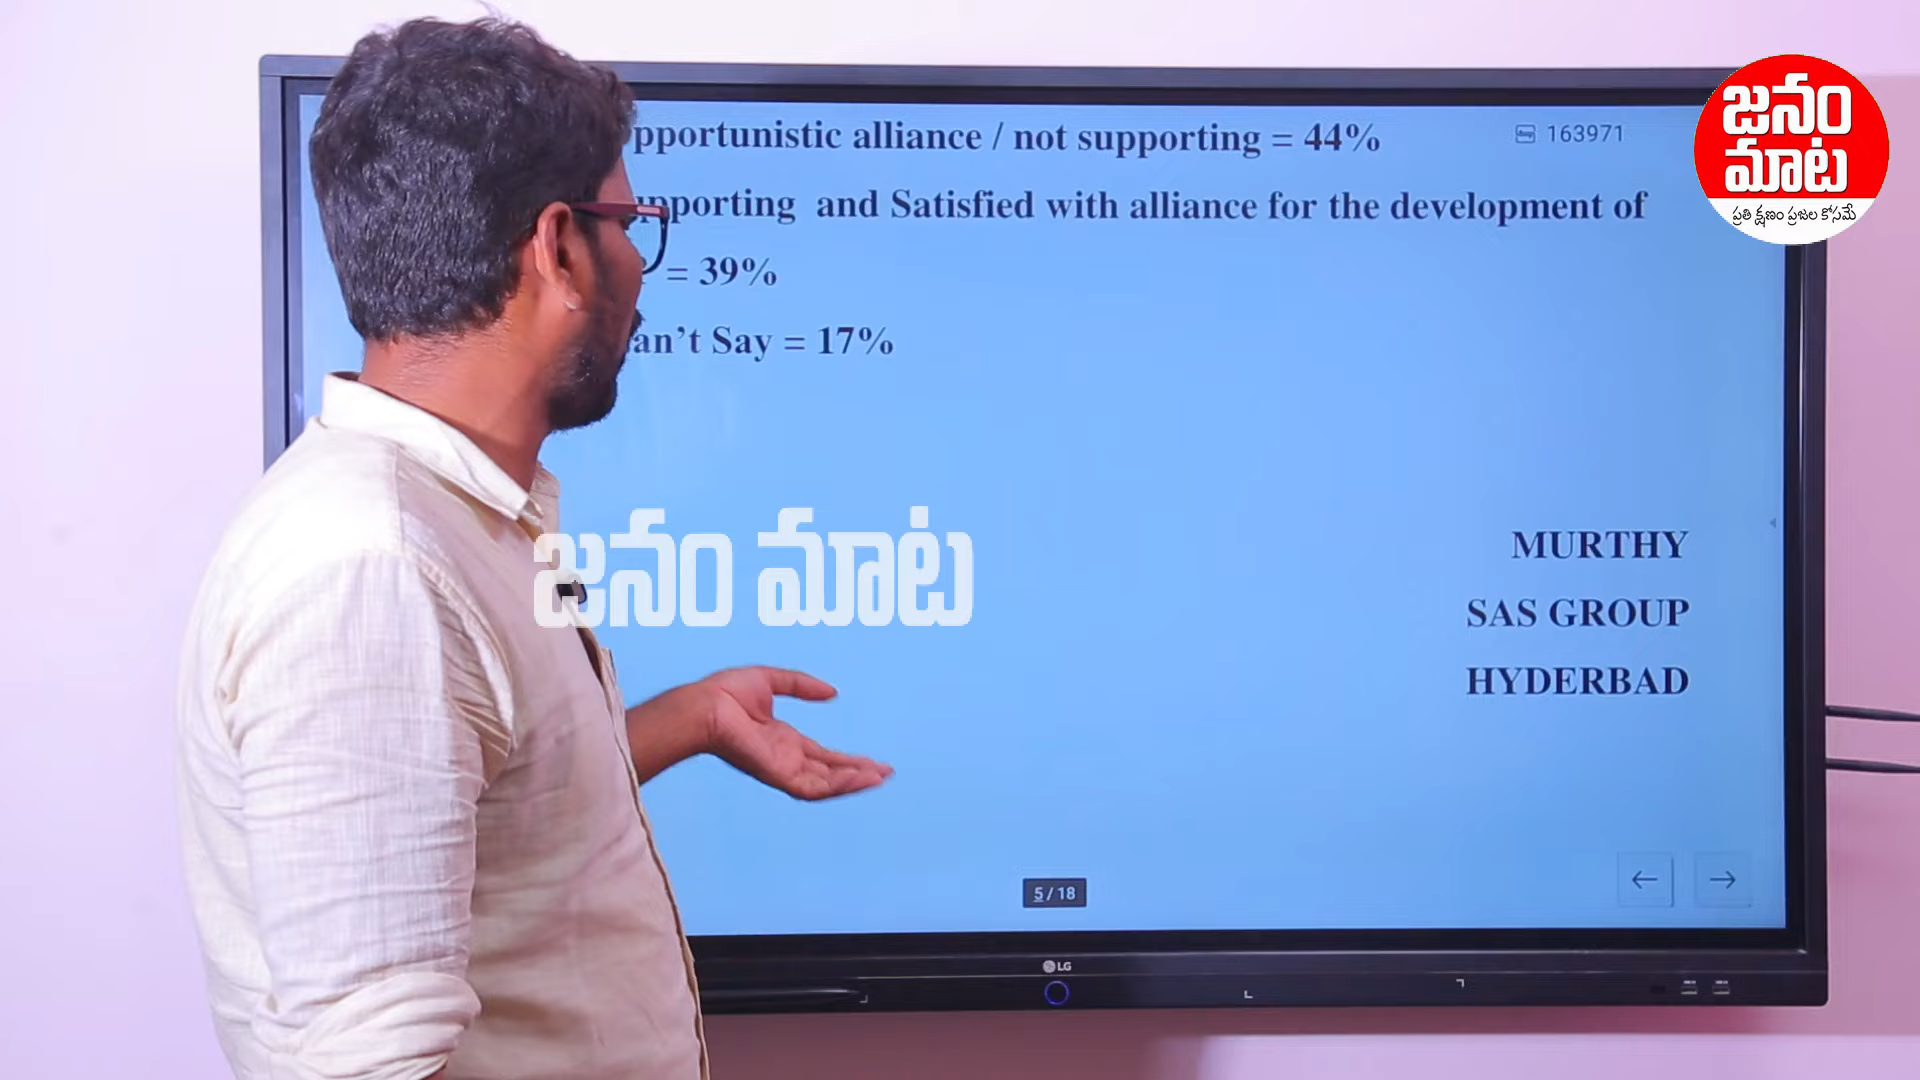 pportunistic alliance / not supporting = 44%
163971
జనం
మాట
ప్రతి క్షణం ప్రజల కోసమే
pporting and Satisfied with alliance for the development of
= 39%
an't Say = 17%
జనం మాట
MURTHY
SAS GROUP
HYDERBAD
5/18
LG